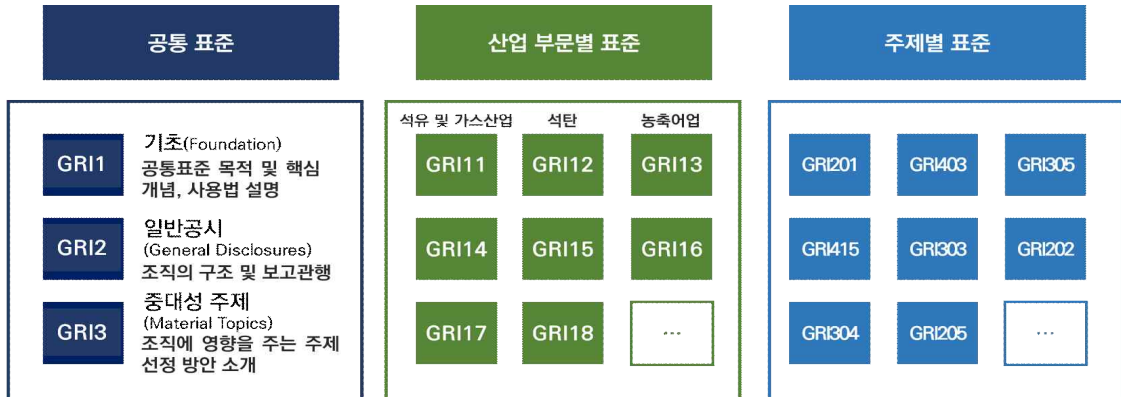 공통 표준
GRI1
기초(Foundation)
공통표준 목적 및 핵심
개념, 사용법 설명
GRI2
일반공시
(General Disclosures)
조직의 구조 및 보고관행
GRI3
중대성 주제
(Material Topics)
조직에 영향을 주는 주제
선정 방안 소개
산업 부문별 표준
석유 및 가스산업 석탄 농축어업
GRI11 GRI12 GRI13
GRI14 GRI15 GRI16
GRI17 GRI18 ...
주제별 표준
GRI201 GRI403 GRI305
GRI415 GRI303 GRI202
GRI304 GRI205 ...